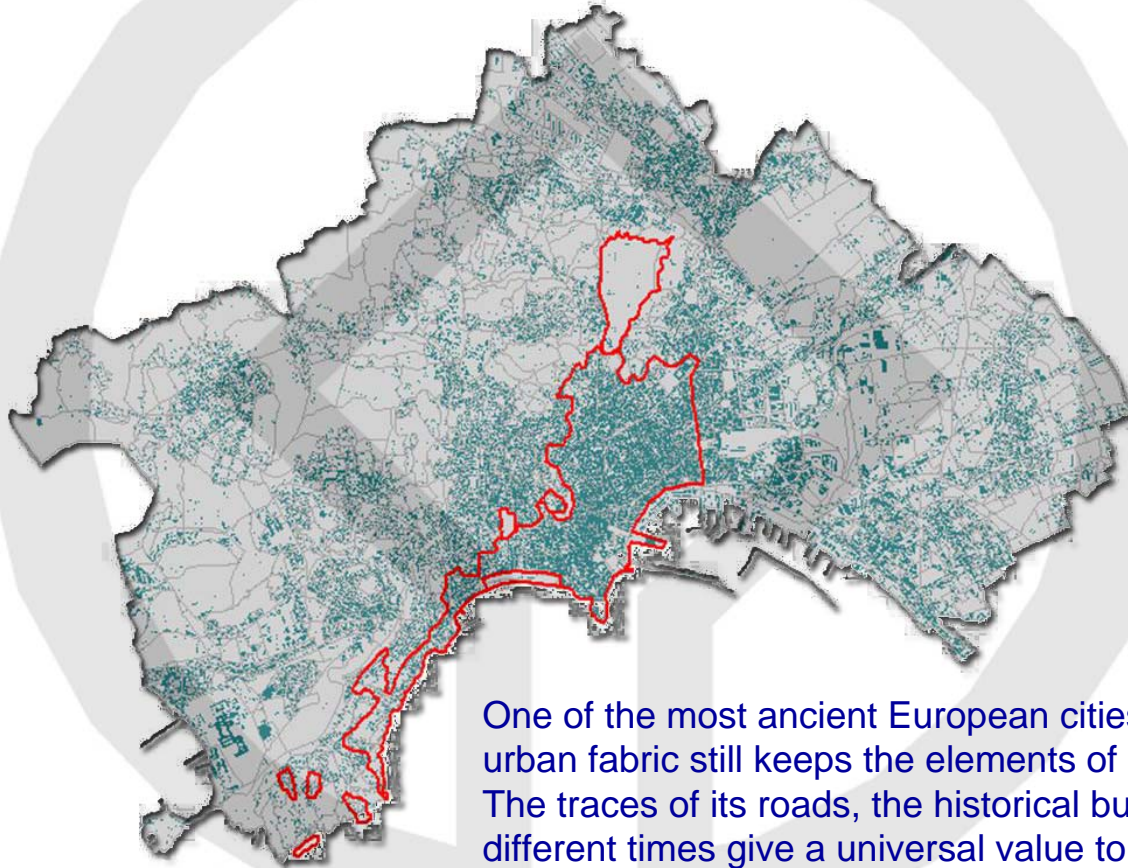 One of the most ancient European cities
urban fabric still keeps the elements of
The traces of its roads, the historical bu
different times give a universal value to